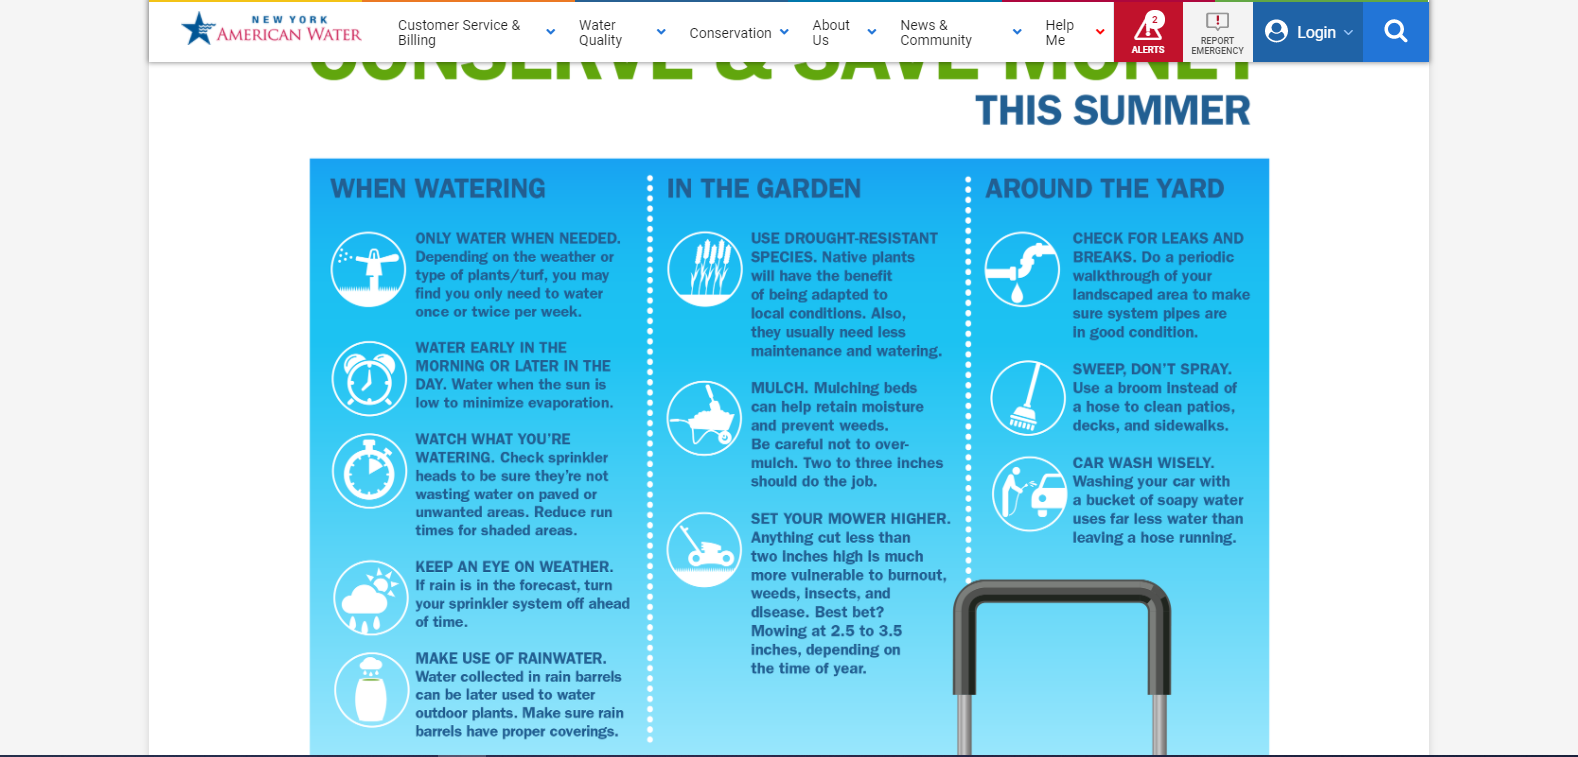 NEW YORK
AMERICAN WATER
Customer Service &
Billing
Water
Quality
Conservation
About
Us
News &
Community
Help
Me
2
ALERTS
REPORT
EMERGENCY
Login
CONSERVE & SAVE MONEY
THIS SUMMER
WHEN WATERING
ONLY WATER WHEN NEEDED.
Depending on the weather or
type of plants/turf, you may
find you only need to water
once or twice per week.
WATER EARLY IN THE
MORNING OR LATER IN THE
DAY. Water when the sun is
low to minimize evaporation.
WATCH WHAT YOU'RE
WATERING. Check sprinkler
heads to be sure they're not
wasting water on paved or
unwanted areas. Reduce run
times for shaded areas.
KEEP AN EYE ON WEATHER.
If rain is in the forecast, turn
your sprinkler system off ahead
of time.
MAKE USE OF RAINWATER.
Water collected in rain barrels
can be later used to water
outdoor plants. Make sure rain
barrels have proper coverings.
IN THE GARDEN
USE DROUGHT-RESISTANT
SPECIES. Native plants
will have the benefit
of being adapted to
local conditions. Also,
they usually need less
maintenance and watering.
MULCH. Mulching beds
can help retain moisture
and prevent weeds.
Be careful not to over-
mulch. Two to three inches
should do the job.
SET YOUR MOWER HIGHER.
Anything cut less than
two inches high is much
more vulnerable to burnout,
weeds, insects, and
disease. Best bet?
Mowing at 2.5 to 3.5
inches, depending on
the time of year.
AROUND THE YARD
CHECK FOR LEAKS AND
BREAKS. Do a periodic
walkthrough of your
landscaped area to make
sure system pipes are
in good condition.
SWEEP, DON'T SPRAY.
Use a broom instead of
a hose to clean patios,
decks, and sidewalks.
CAR WASH WISELY.
Washing your car with
a bucket of soapy water
uses far less water than
leaving a hose running.